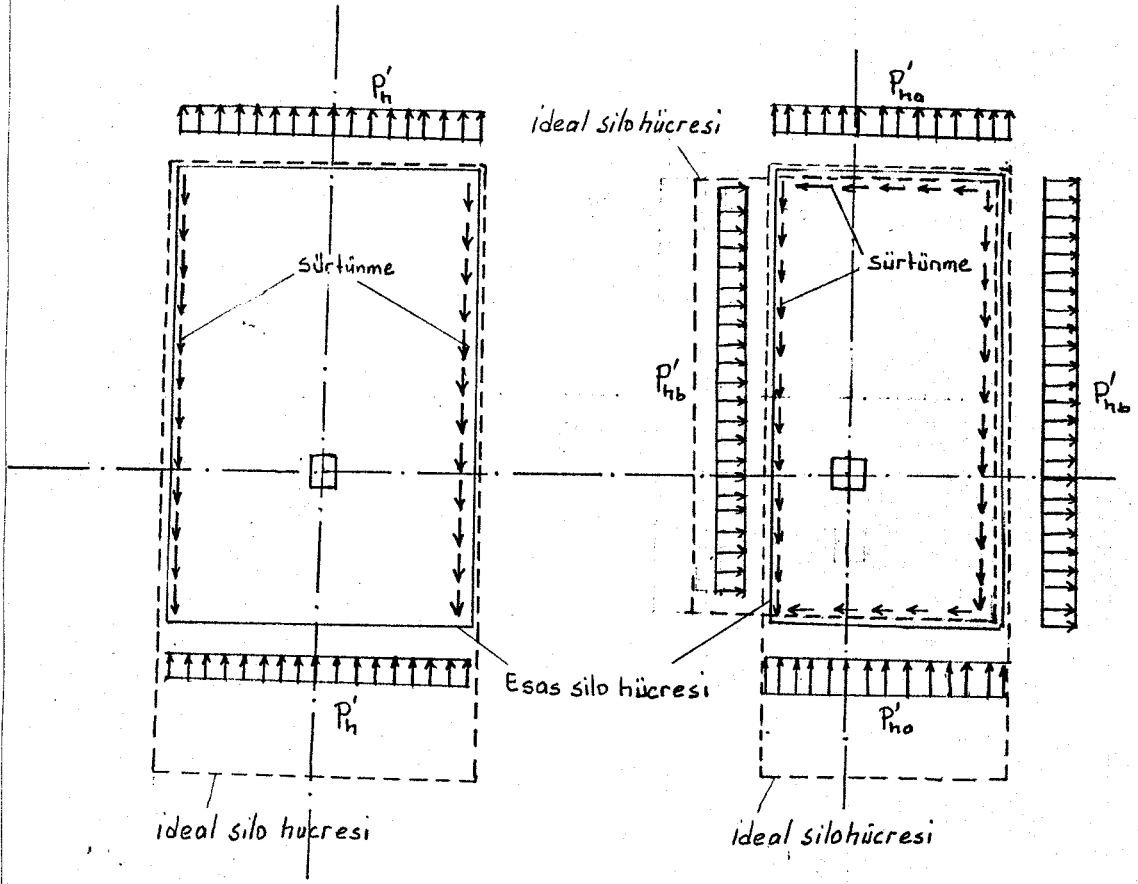 P'h
sürtünme
P'h
ideal silo hücresi
ideal silo hücresi
P'ha
sürtünme
P'hb
P'hb
Esas silo hücresi
P'ha
ideal silo hücresi